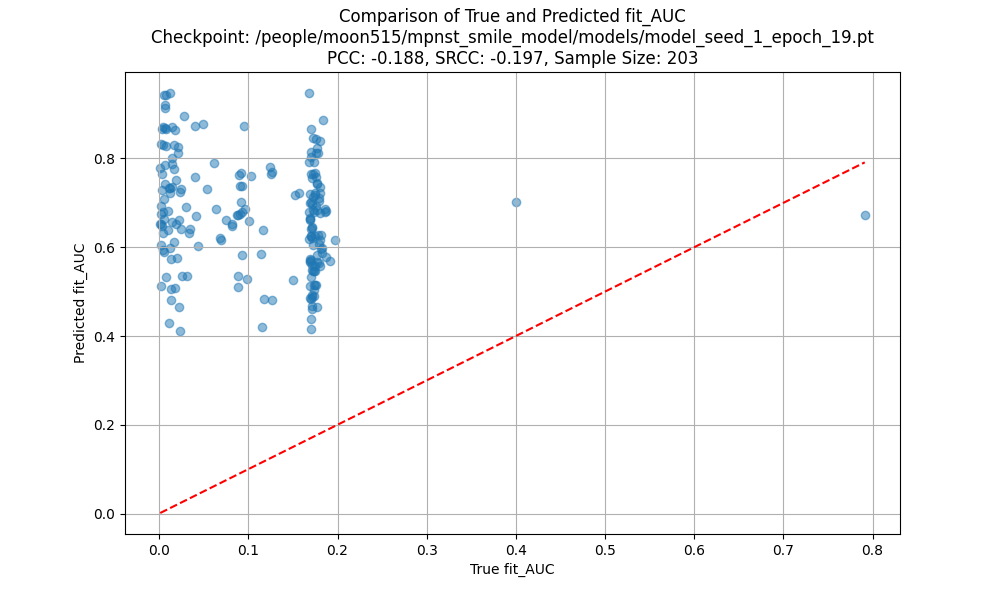 Comparison of True and Predicted fit_AUC
Checkpoint: /people/moon515/mpnst_smile_model/models/model_seed_1_epoch_19.pt
PCC: -0.188, SRCC: -0.197, Sample Size: 203
Predicted fit_AUC
0.8
0.6
0.4
0.2
0.0
0.0 0.1 0.2 0.3 0.4 0.5 0.6 0.7 0.8
True fit_AUC